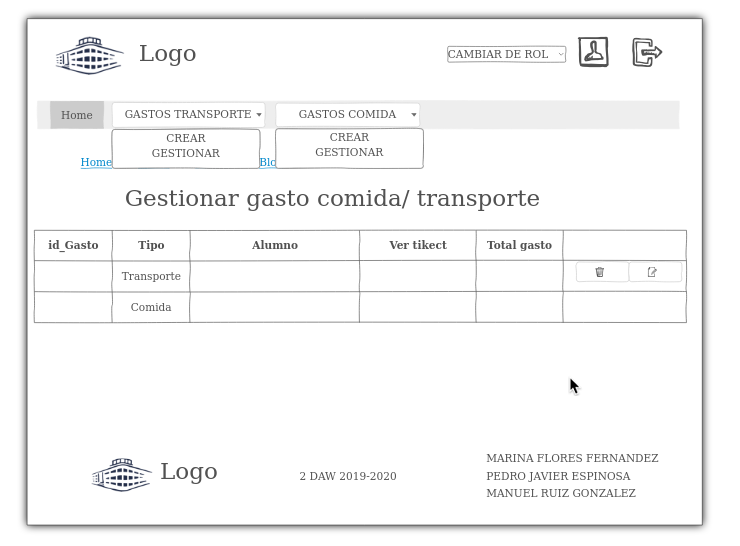 Logo
CAMBIAR DE ROL
Home
GASTOS TRANSPORTE
GASTOS COMIDA
CREAR
GESTIONAR
CREAR
GESTIONAR
Home
Gestionar gasto comida/ transporte
id_Gasto Tipo Alumno Ver tikect Total gasto
Transporte
Comida
Logo
2 DAW 2019-2020
MARINA FLORES FERNANDEZ
PEDRO JAVIER ESPINOSA
MANUEL RUIZ GONZALEZ